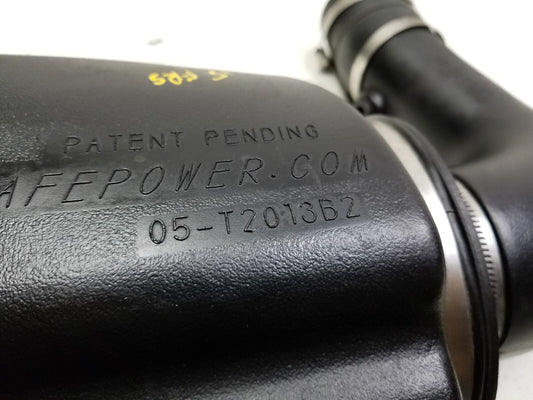 PATENT PENDING
AFEPOWER.COM
05-T2013B2